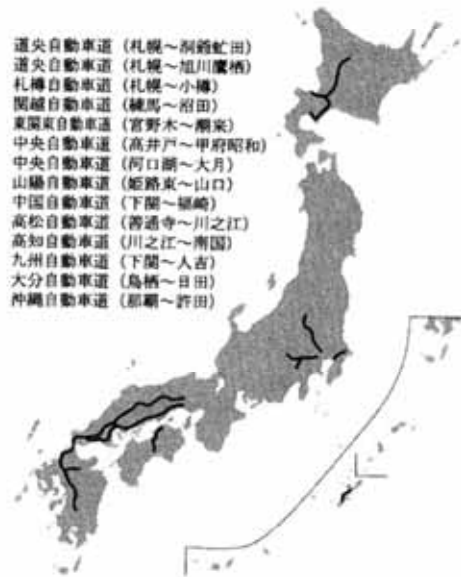 道央自動車道（札幌～洞爺虻田）
道央自動車道（札幌～旭川鷹栖）
札樽自動車道（札幌～小樽）
関越自動車道（練馬～沼田）
東関東自動車道（宮野木～潮来）
中央自動車道（高井戸～甲府昭和）
中央自動車道（河口湖～大月）
山陽自動車道（姫路東～山口）
中国自動車道（下関～福崎）
高松自動車道（善通寺～川之江）
高知自動車道（川之江～南国）
九州自動車道（下関～人吉）
大分自動車道（鳥栖～日田）
沖縄自動車道（那覇～許田）